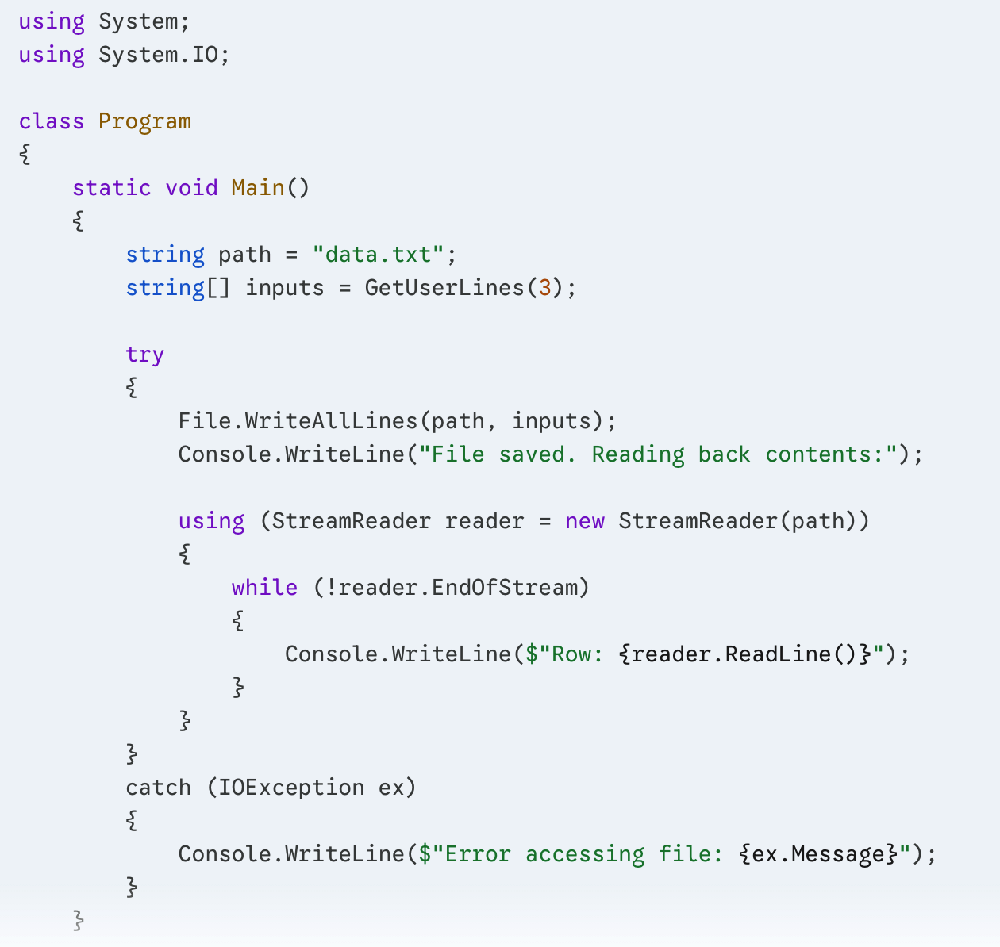 using System;
using System.IO;

class Program
{
    static void Main()
    {
        string path = "data.txt";
        string[] inputs = GetUserLines(3);

        try
        {
            File.WriteAllLines(path, inputs);
            Console.WriteLine("File saved. Reading back contents:");

            using (StreamReader reader = new StreamReader(path))
            {
                while (!reader.EndOfStream)
                {
                    Console.WriteLine($"Row: {reader.ReadLine()}");
                }
            }
        }
        catch (IOException ex)
        {
            Console.WriteLine($"Error accessing file: {ex.Message}");
        }
    }